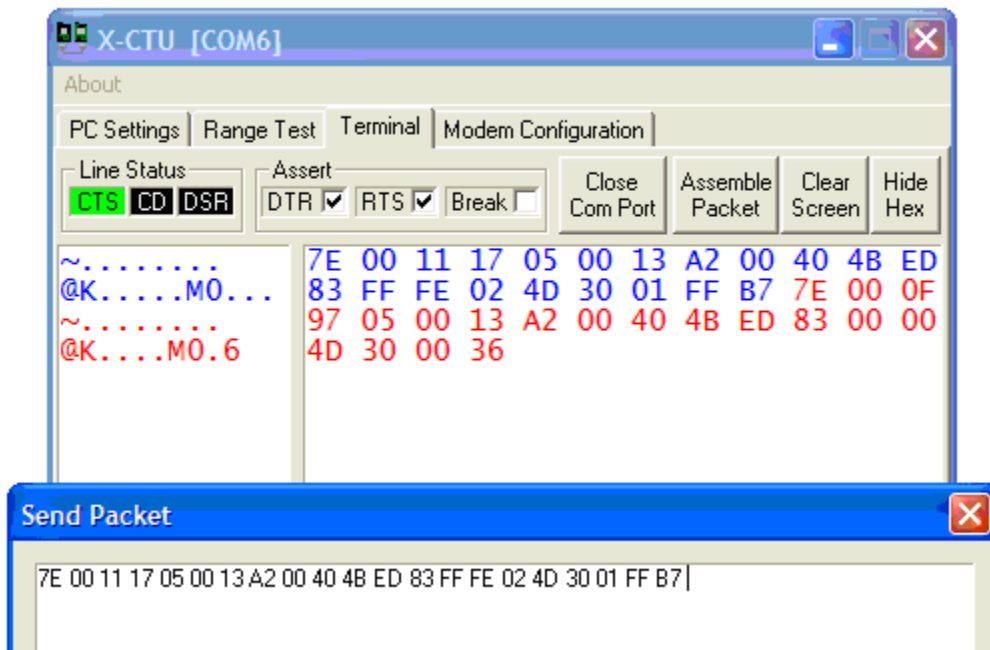 X-CTU [COM6]
About
PC Settings Range Test Terminal Modem Configuration
Line Status Assert
CTS CD DSR DTR RTS Break Close Com Port Assemble Packet Clear Screen Hide Hex
~........ 7E 00 11 17 05 00 13 A2 00 40 4B ED
@K.....M0... 83 FF FE 02 4D 30 01 FF B7 7E 00 0F
~........ 97 05 00 13 A2 00 40 4B ED 83 00 00
@K....M0.6 4D 30 00 36
Send Packet
7E 00 11 17 05 00 13 A2 00 40 4B ED 83 FF FE 02 4D 30 01 FF B7